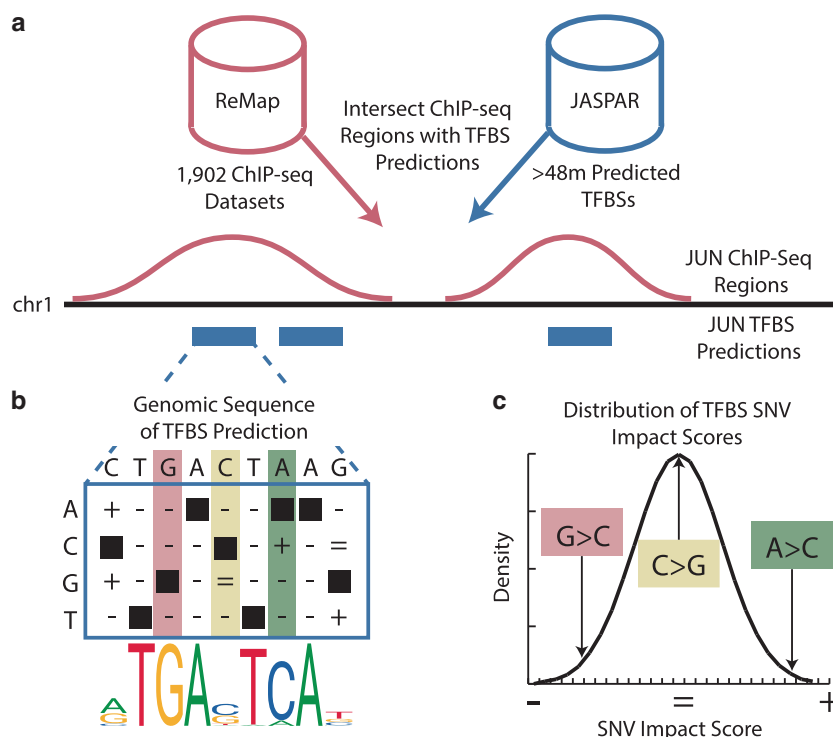 a
ReMap
JASPAR
Intersect ChIP-seq
Regions with TFBS
Predictions
1,902 ChIP-seq
Datasets
>48m Predicted
TFBSs
JUN ChIP-Seq
Regions
chr1
JUN TFBS
Predictions
b
Genomic Sequence
of TFBS Prediction
C T G A C T A A G
A + - - - - -
C - - - - + =
G + - = - - -
T - - - - - - +
TGA TCA
c
Distribution of TFBS SNV
Impact Scores
Density
G>C
C>G
A>C
- = +
SNV Impact Score